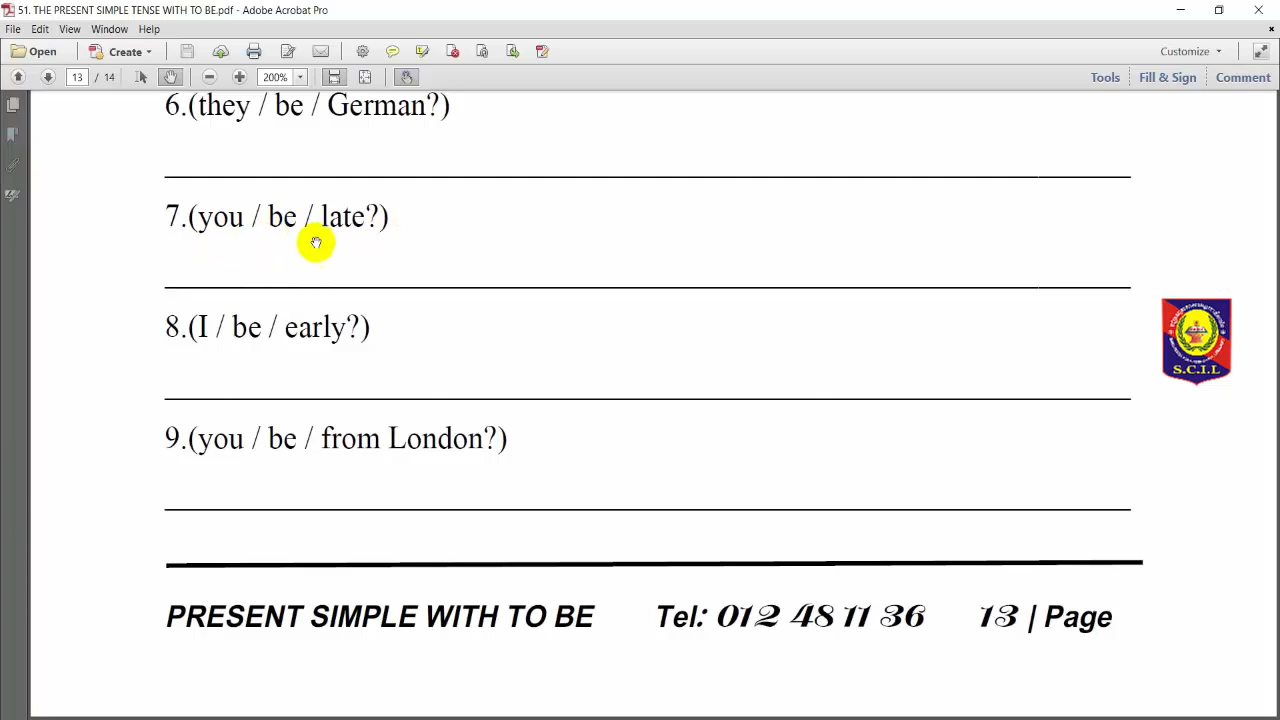 51. THE PRESENT SIMPLE TENSE WITH TO BE.pdf - Adobe Acrobat Pro
File Edit View Window Help
Open Create Customize
13 / 14 200% Tools Fill & Sign Comment
6.(they / be / German?)
7.(you / be / late?)
8.(I / be / early?)
9.(you / be / from London?)
S.C.I.L
PRESENT SIMPLE WITH TO BE Tel: 012 48 11 36 13 | Page